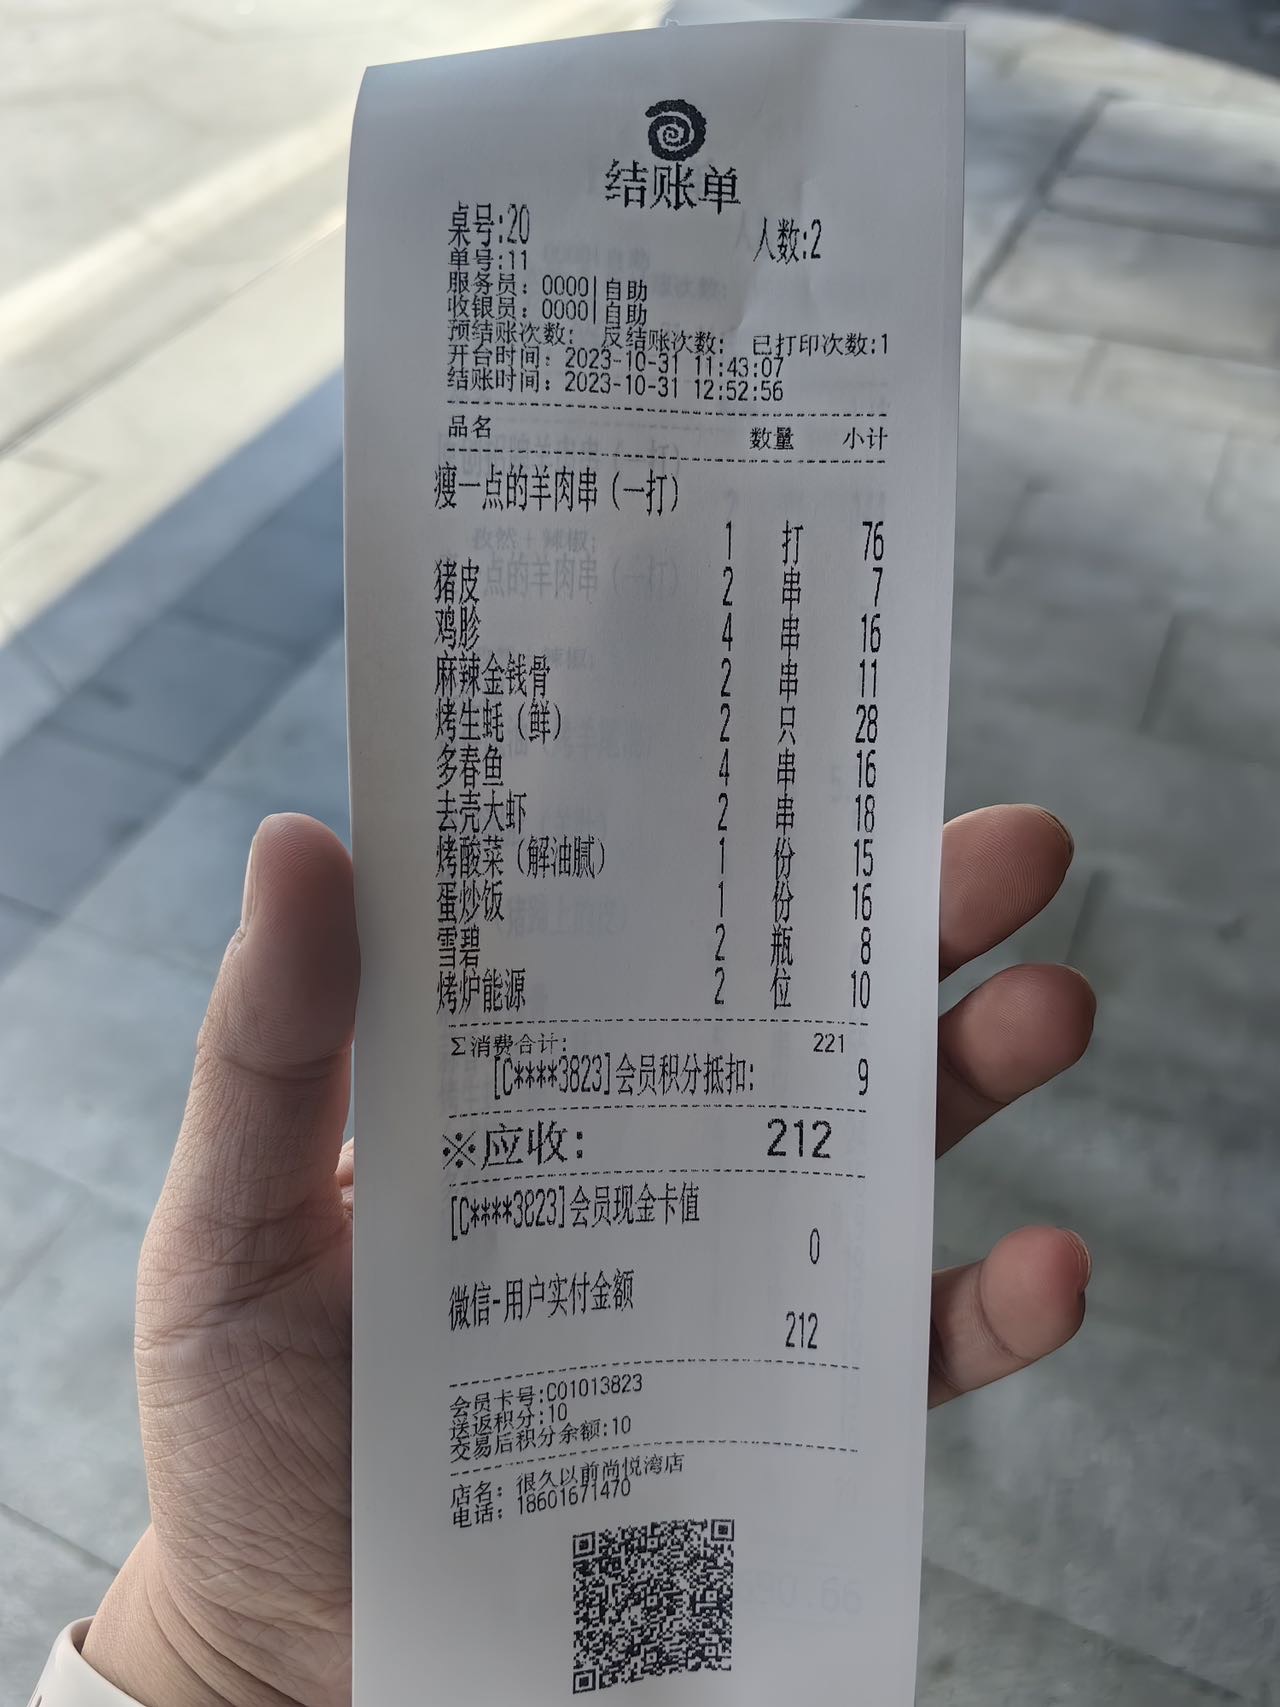 结账单
桌号:20 人数:2
单号:11
服务员: 0000|自助
收银员: 0000|自助
预结账次数: 反结账次数: 已打印次数:1
开台时间: 2023-10-31 11:43:07
结账时间: 2023-10-31 12:52:56
品名 数量 小计
瘦一点的羊肉串(一打)
1 打 76
猪皮 2 串 7
鸡胗 4 串 16
麻辣金钱骨 2 串 11
烤生蚝(鲜) 2 只 28
多春鱼 4 串 16
去壳大虾 2 串 18
烤酸菜(解油腻) 1 份 15
蛋炒饭 1 份 16
雪碧 2 瓶 8
烤炉能源 2 位 10
Σ消费合计: 221
[C****3823]会员积分抵扣: 9
※应收: 212
[C****3823]会员现金卡值
0
微信-用户实付金额
212
会员卡号:C01013823
送返积分:10
交易后积分余额:10
店名: 很久以前尚悦湾店
电话: 18601671470